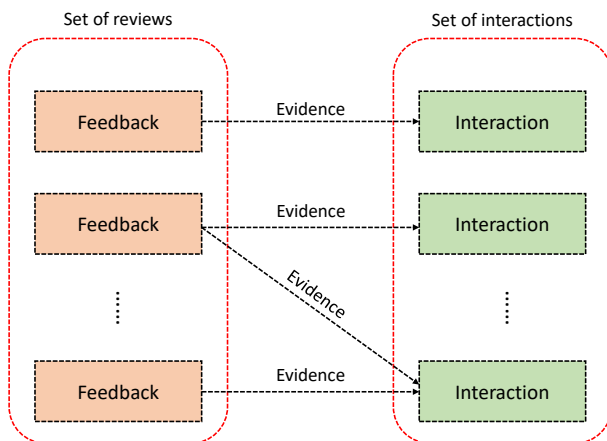 Set of reviews
Set of interactions
Feedback
Evidence
Interaction
Feedback
Evidence
Interaction
Evidence
Feedback
Evidence
Interaction